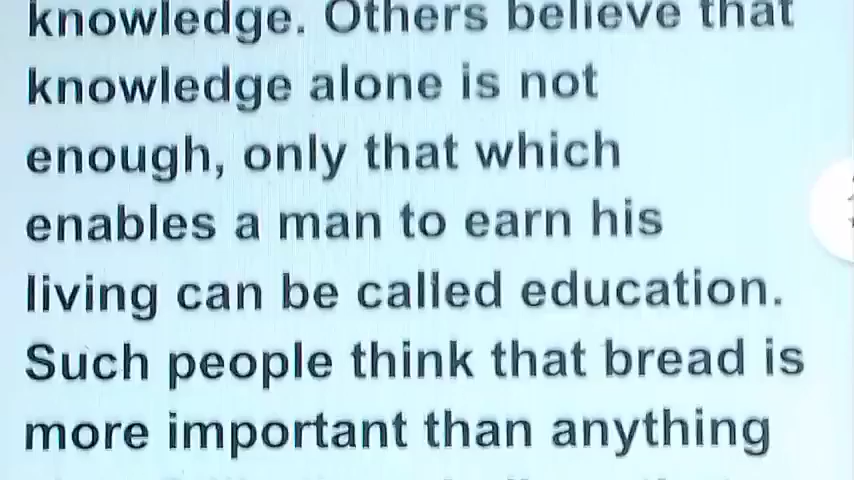 knowledge. Others believe that
knowledge alone is not
enough, only that which
enables a man to earn his
living can be called education.
Such people think that bread is
more important than anything